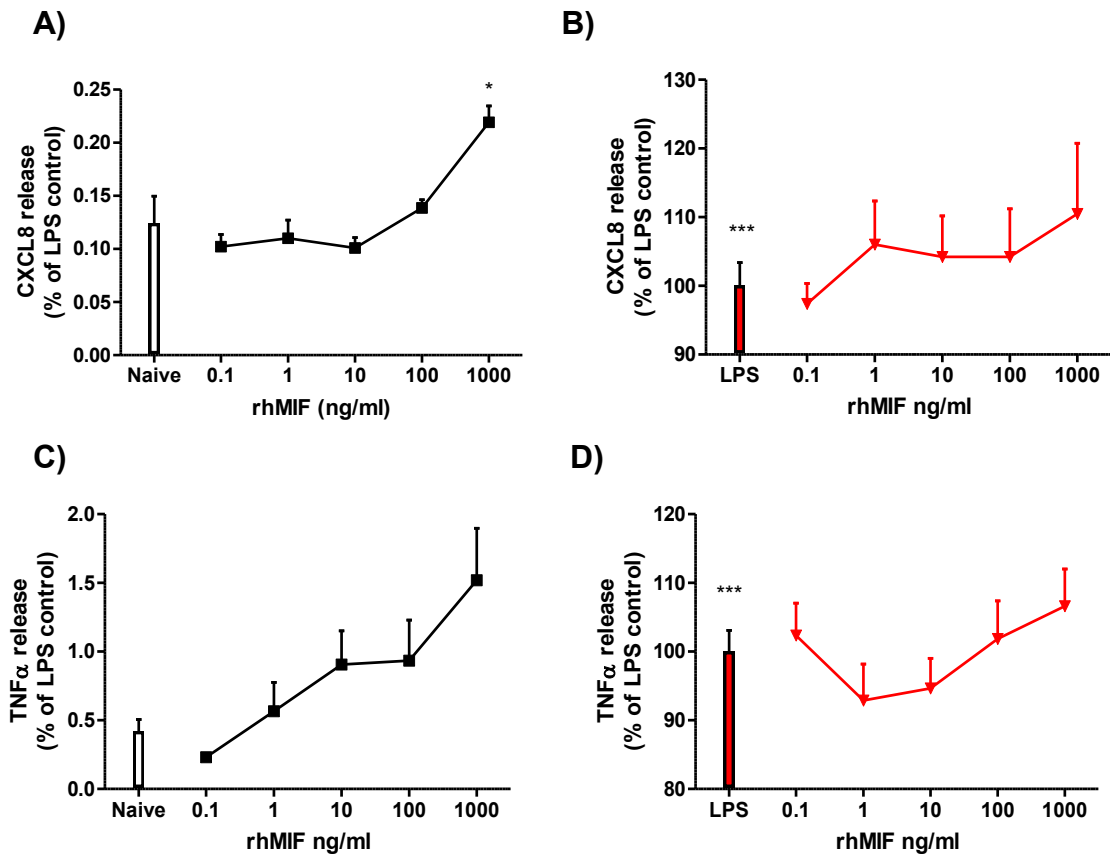 A)
CXCL8 release
(% of LPS control)
0.25
0.20
0.15
0.10
0.05
0.00
*
Naive 0.1 1 10 100 1000
rhMIF (ng/ml)
B)
CXCL8 release
(% of LPS control)
130
120
110
100
90
***
LPS 0.1 1 10 100 1000
rhMIF ng/ml
C)
TNFα release
(% of LPS control)
2.0
1.5
1.0
0.5
0.0
Naive 0.1 1 10 100 1000
rhMIF ng/ml
D)
TNFα release
(% of LPS control)
120
110
100
90
80
***
LPS 0.1 1 10 100 1000
rhMIF ng/ml